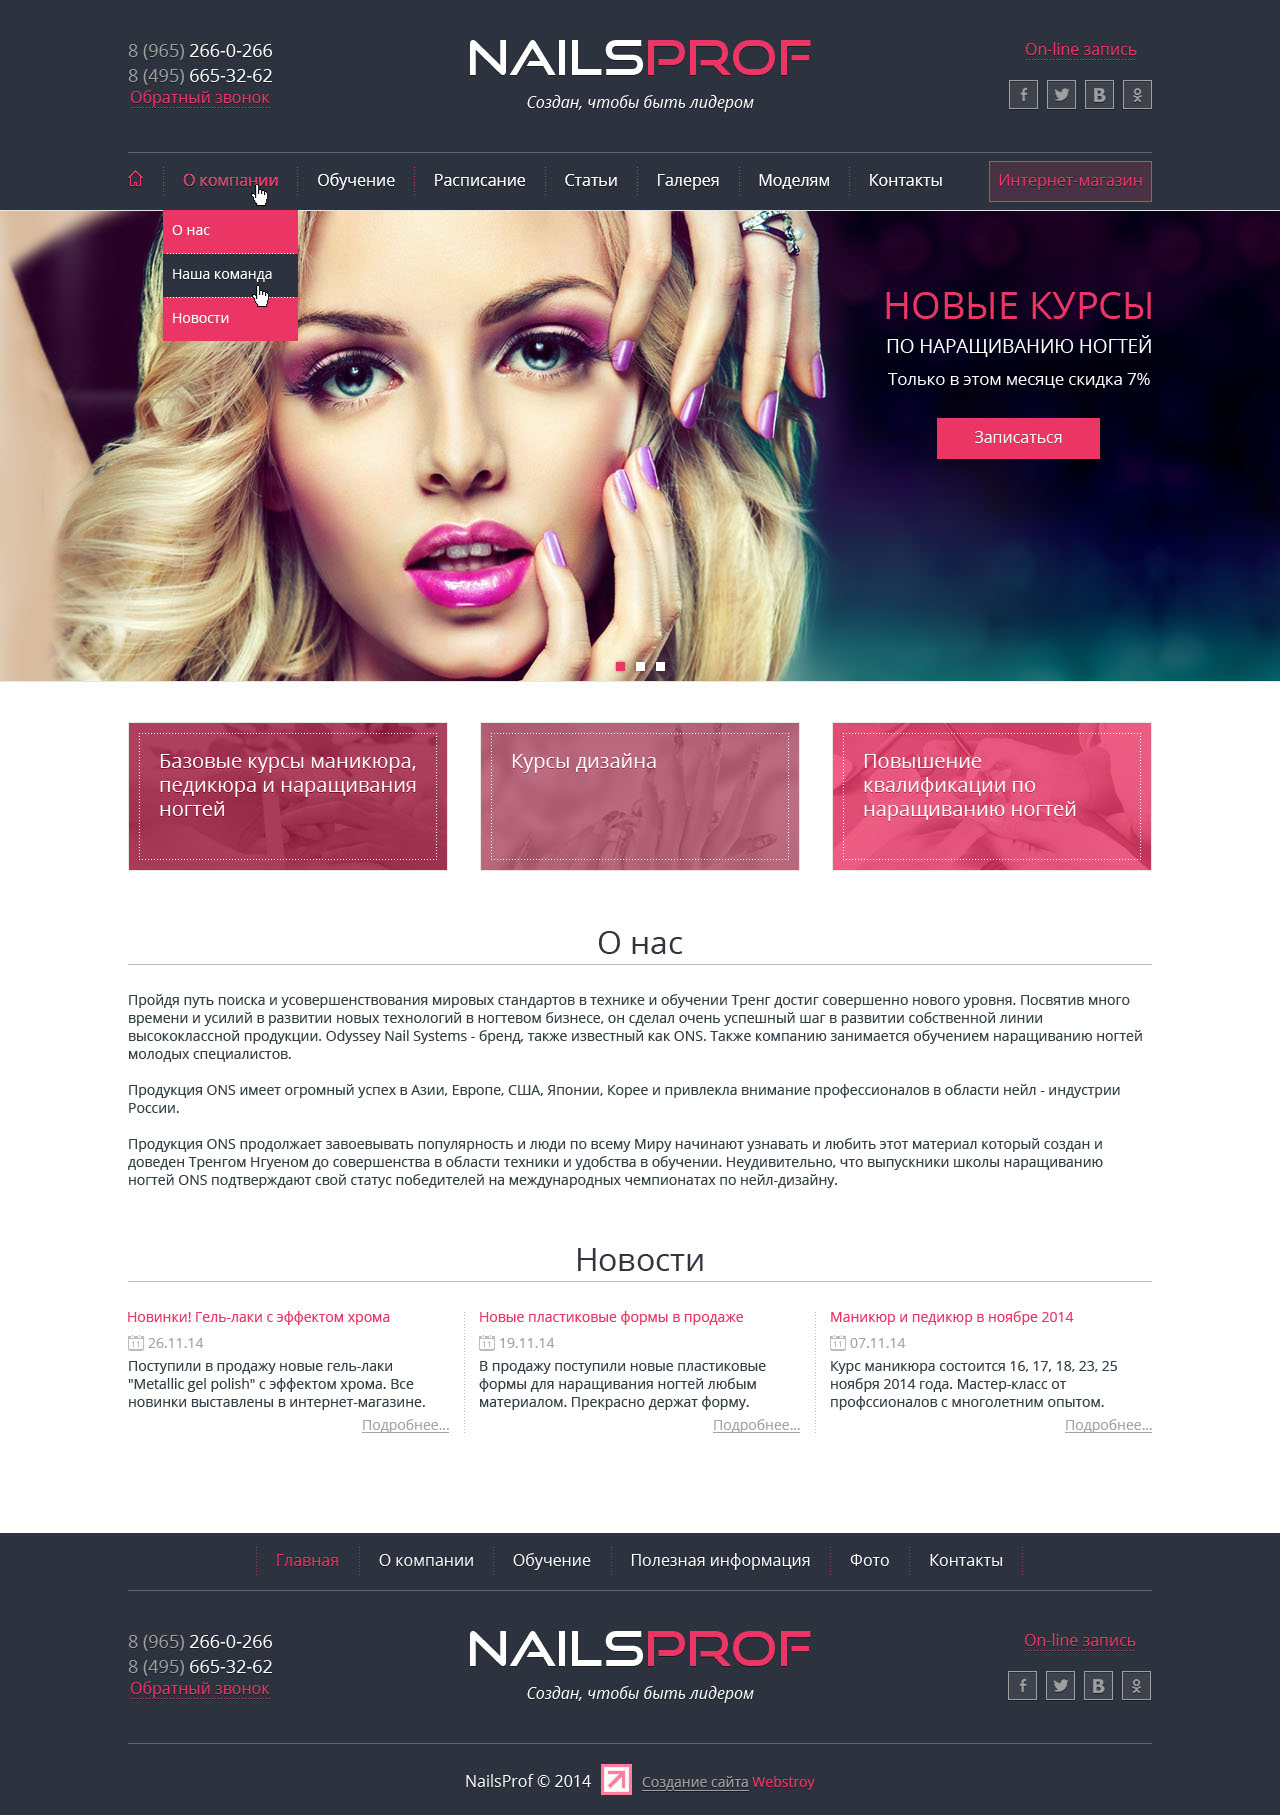 8 (965) 266-0-266
8 (495) 665-32-62
Обратный звонок
NAILSPROF
Создан, чтобы быть лидером
On-line запись
О компании
Обучение
Расписание
Статьи
Галерея
Моделям
Контакты
Интернет-магазин
О нас
Наша команда
Новости
НОВЫЕ КУРСЫ
ПО НАРАЩИВАНИЮ НОГТЕЙ
Только в этом месяце скидка 7%
Записаться
Базовые курсы маникюра,
педикюра и наращивания
ногтей
Курсы дизайна
Повышение
квалификации по
наращиванию ногтей
О нас
Пройдя путь поиска и усовершенствования мировых стандартов в технике и обучении Тренг достиг совершенно нового уровня. Посвятив много
времени и усилий в развитии новых технологий в ногтевом бизнесе, он сделал очень успешный шаг в развитии собственной линии
высококлассной продукции. Odyssey Nail Systems - бренд, также известный как ONS. Также компанию занимается обучением наращиванию ногтей
молодых специалистов.
Продукция ONS имеет огромный успех в Азии, Европе, США, Японии, Корее и привлекла внимание профессионалов в области нейл - индустрии
России.
Продукция ONS продолжает завоевывать популярность и люди по всему Миру начинают узнавать и любить этот материал который создан и
доведен Тренгом Нгуеном до совершенства в области техники и удобства в обучении. Неудивительно, что выпускники школы наращиванию
ногтей ONS подтверждают свой статус победителей на международных чемпионатах по нейл-дизайну.
Новости
Новинки! Гель-лаки с эффектом хрома
11 26.11.14
Поступили в продажу новые гель-лаки
"Metallic gel polish" с эффектом хрома. Все
новинки выставлены в интернет-магазине.
Подробнее...
Новые пластиковые формы в продаже
11 19.11.14
В продажу поступили новые пластиковые
формы для наращивания ногтей любым
материалом. Прекрасно держат форму.
Подробнее...
Маникюр и педикюр в ноябре 2014
11 07.11.14
Курс маникюра состоится 16, 17, 18, 23, 25
ноября 2014 года. Мастер-класс от
профссионалов с многолетним опытом.
Подробнее...
Главная
О компании
Обучение
Полезная информация
Фото
Контакты
8 (965) 266-0-266
8 (495) 665-32-62
Обратный звонок
NAILSPROF
Создан, чтобы быть лидером
On-line запись
NailsProf © 2014
Создание сайта Webstroy